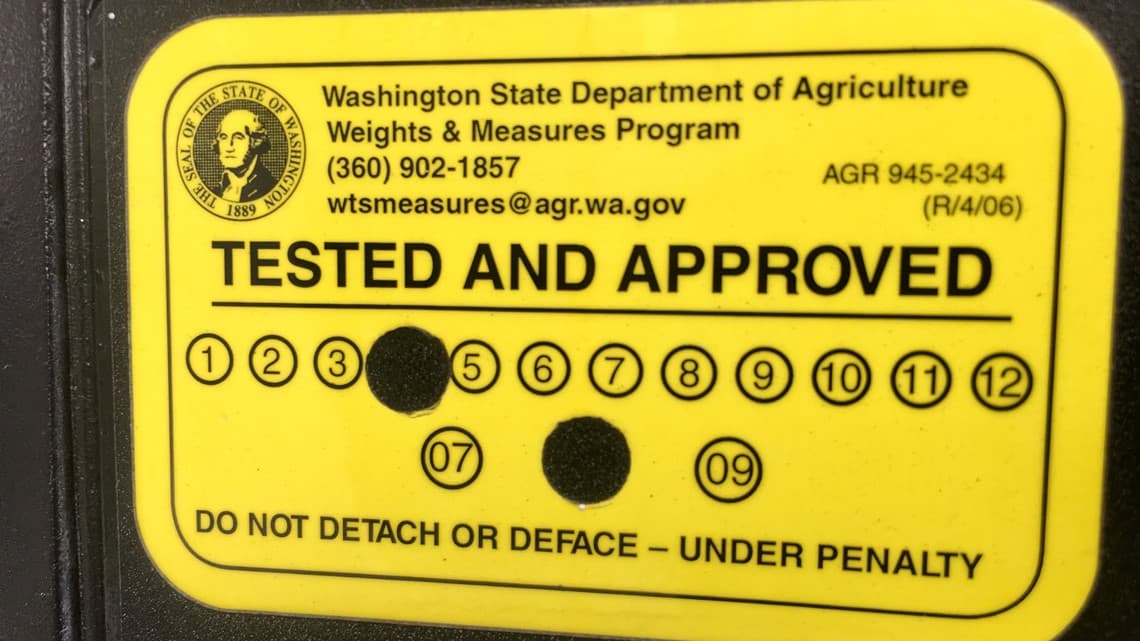 THE SEAL OF THE STATE OF WASHINGTON
1889
Washington State Department of Agriculture
Weights & Measures Program
(360) 902-1857
wtsmeasures@agr.wa.gov
AGR 945-2434
(R/4/06)
TESTED AND APPROVED
1 2 3 5 6 7 8 9 10 11 12
07 09
DO NOT DETACH OR DEFACE – UNDER PENALTY